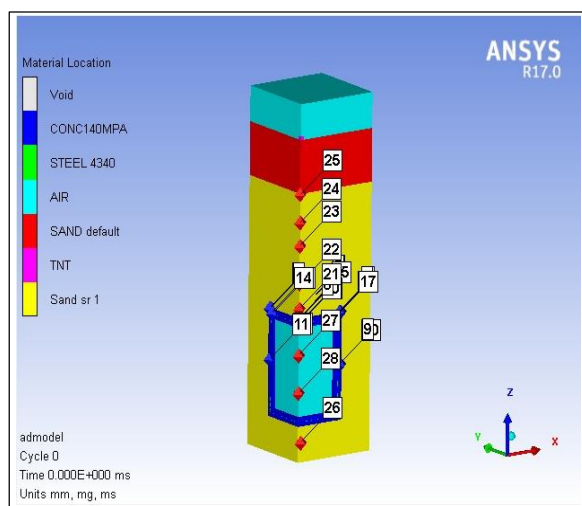 ANSYS
R17.0
Material Location
Void
CONC140MPA
STEEL 4340
AIR
SAND default
TNT
Sand sr 1
25
24
23
22
21
14
17
11
27
9
28
26
Z
Y
X
admodel
Cycle 0
Time 0.000E+000 ms
Units mm, mg, ms